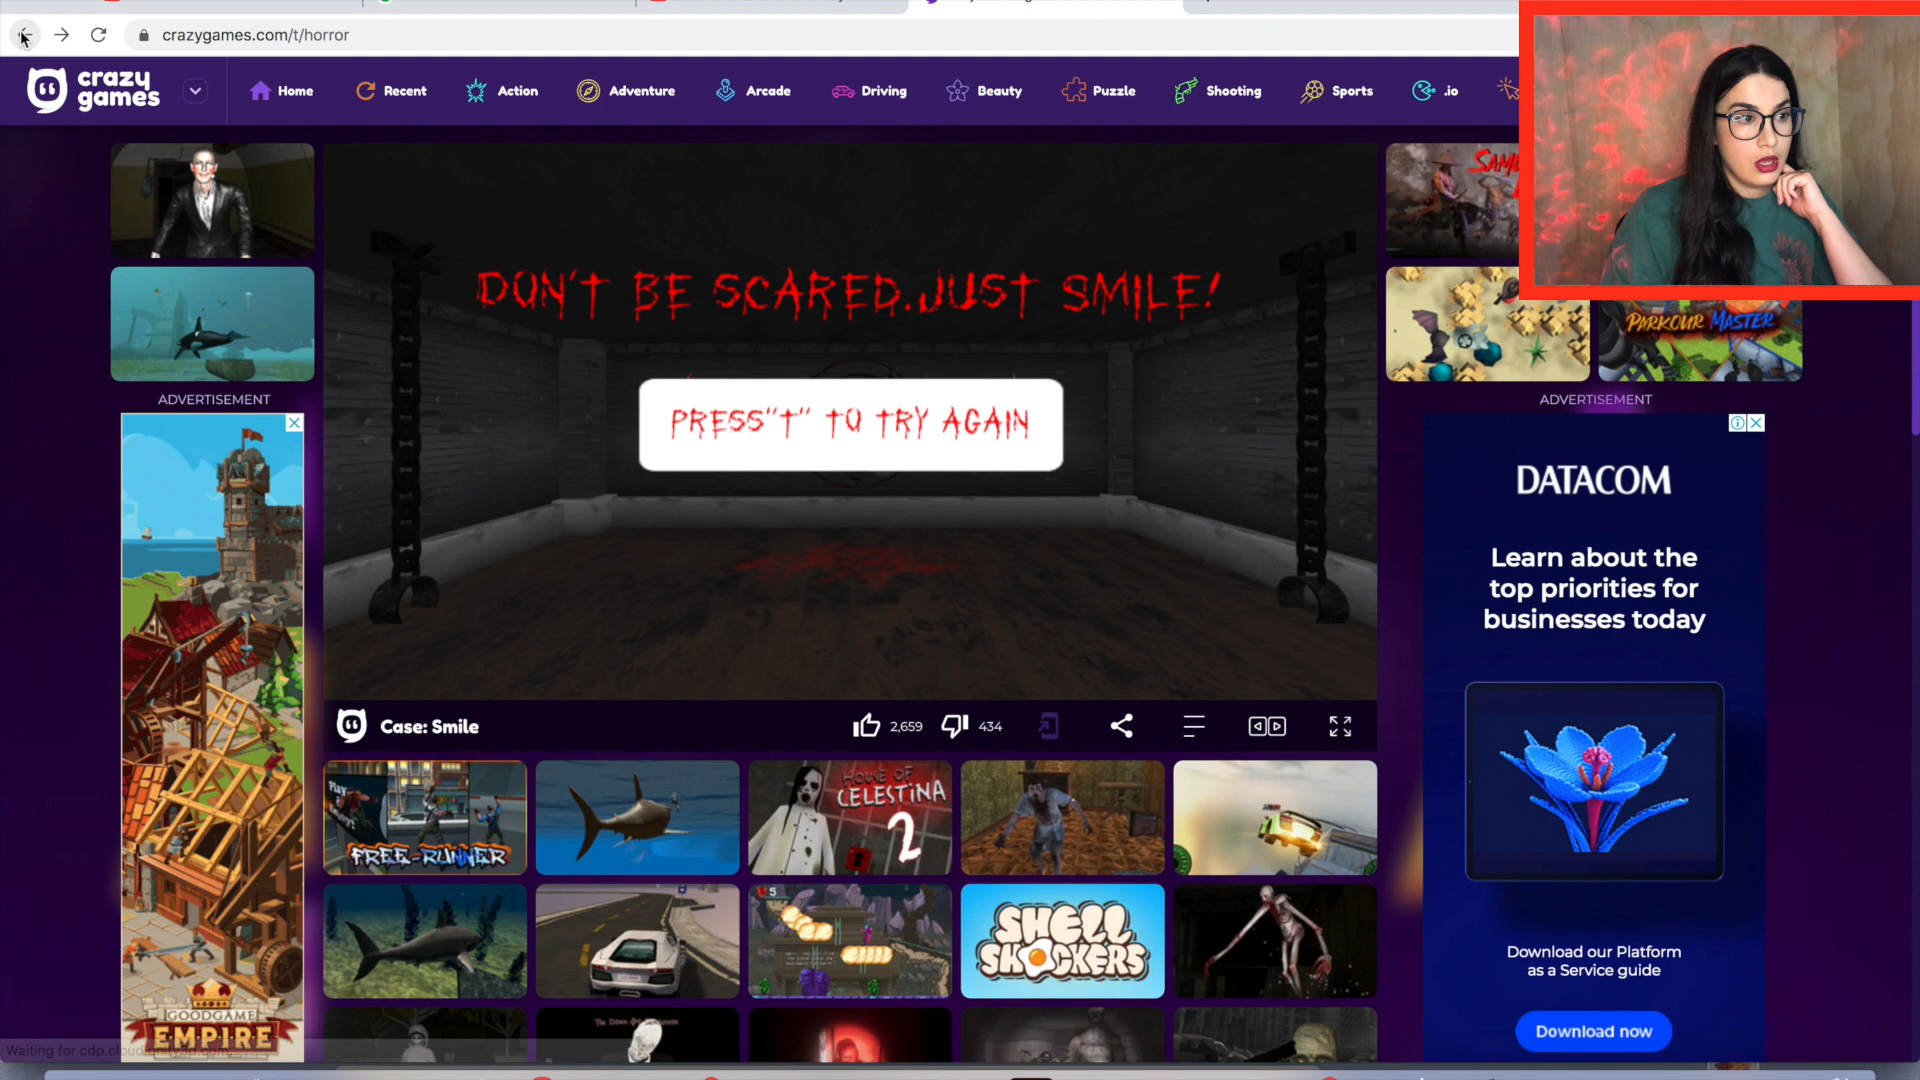 crazygames.com/t/horror
crazy
games
Home
Recent
Action
Adventure
Arcade
Driving
Beauty
Puzzle
Shooting
Sports
.io
DON'T BE SCARED.JUST SMILE!
PRESS"T" TO TRY AGAIN
PARKOUR MASTER
ADVERTISEMENT
ADVERTISEMENT
DATACOM
Learn about the
top priorities for
businesses today
Case: Smile
2,659
434
FREE-RUNNER
HOUSE OF
CELESTINA
2
5
SHELL
SHOCKERS
Download our Platform
as a Service guide
Download now
GOODGAME
EMPIRE